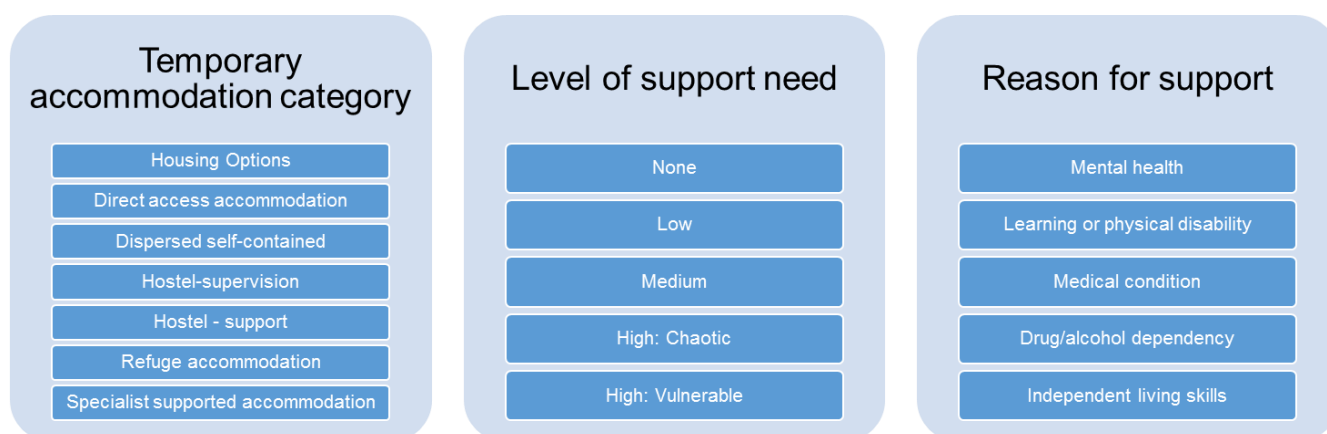 Temporary
accommodation category
Housing Options
Direct access accommodation
Dispersed self-contained
Hostel-supervision
Hostel - support
Refuge accommodation
Specialist supported accommodation
Level of support need
None
Low
Medium
High: Chaotic
High: Vulnerable
Reason for support
Mental health
Learning or physical disability
Medical condition
Drug/alcohol dependency
Independent living skills